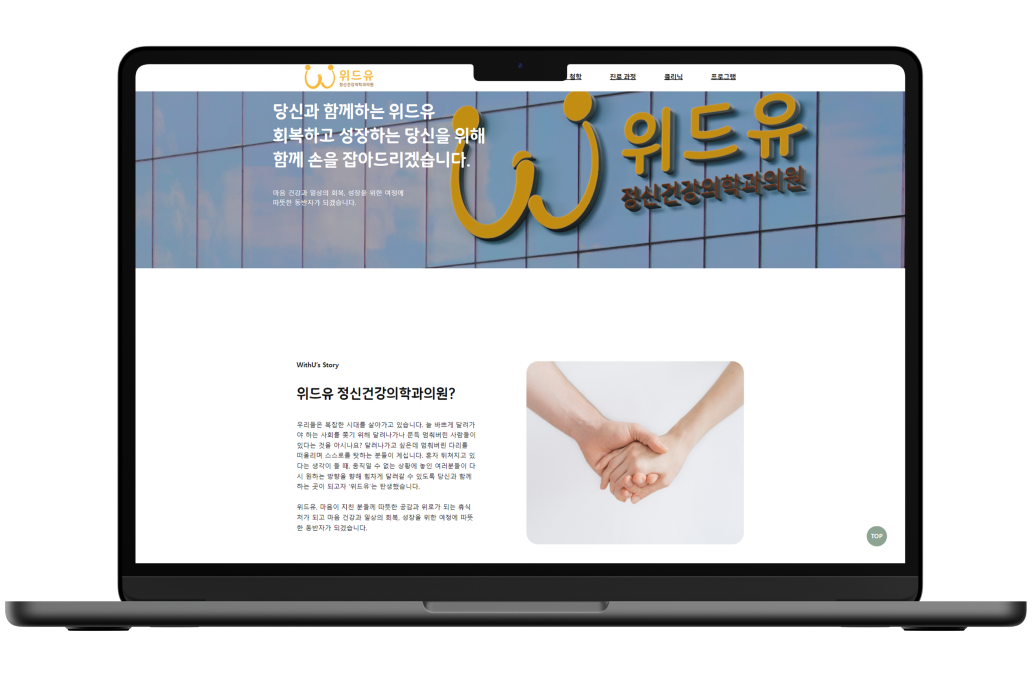 위드유
정신건강의학과의원
철학
진료 과정
클리닉
프로그램
당신과 함께하는 위드유
회복하고 성장하는 당신을 위해
함께 손을 잡아드리겠습니다.
마음 건강과 일상의 회복, 성장을 위한 여정에
따뜻한 동반자가 되겠습니다.
위드유
정신건강의학과의원
WithU's Story
위드유 정신건강의학과의원?
우리들은 복잡한 시대를 살아가고 있습니다. 늘 바쁘게 달려가
야 하는 사회를 쫓기 위해 달려나가나 문득 멈춰버린 사람들이
있다는 것을 아시나요? 달려나가고 싶은데 멈춰버린 다리를
떠올리며 스스로를 탓하는 분들이 계십니다. 혼자 뒤쳐지고 있
다는 생각이 들 때, 움직일 수 없는 상황에 놓인 여러분들이 다
시 원하는 방향을 향해 힘차게 달려갈 수 있도록 당신과 함께
하는 곳이 되고자 '위드유'는 탄생했습니다.
위드유, 마음이 지친 분들께 따뜻한 공감과 위로가 되는 휴식
처가 되고 마음 건강과 일상의 회복, 성장을 위한 여정에 따뜻
한 동반자가 되겠습니다.
TOP